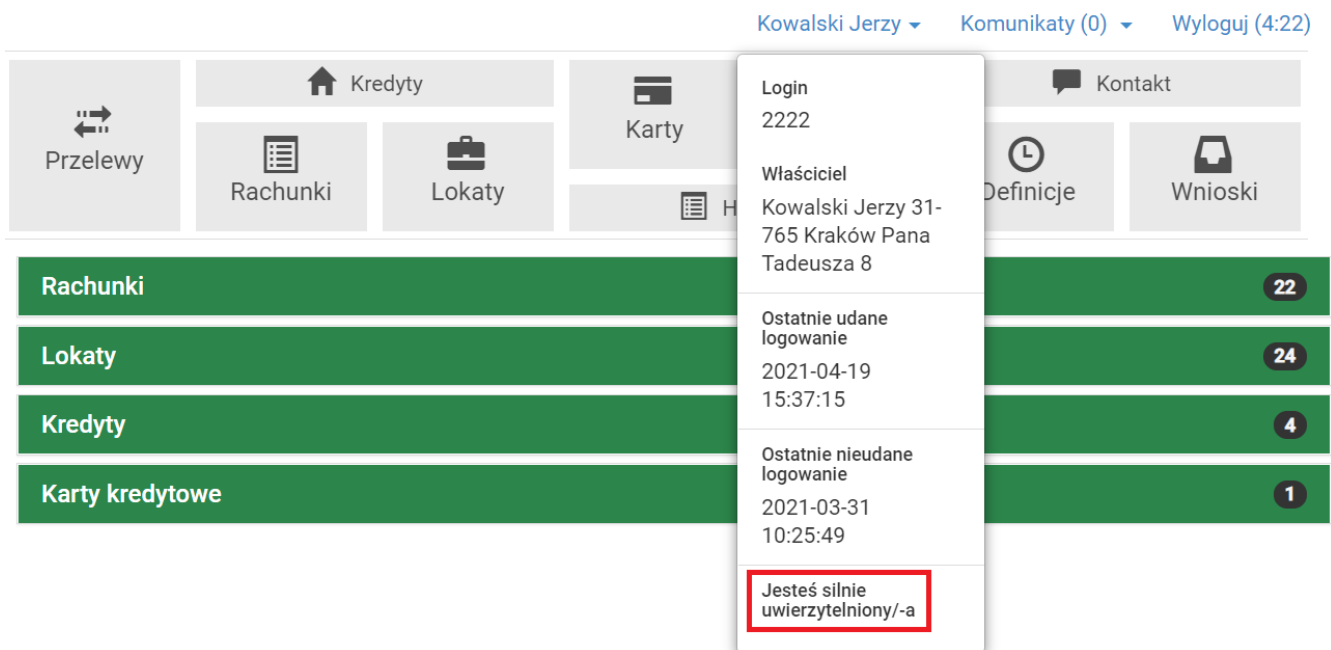 Kowalski Jerzy Komunikaty (0) Wyloguj (4:22)
Przelewy
Kredyty
Rachunki
Lokaty
Karty
Kontakt
Definicje
Wnioski
Login
2222
Właściciel
Kowalski Jerzy 31-
765 Kraków Pana
Tadeusza 8
Ostatnie udane
logowanie
2021-04-19
15:37:15
Ostatnie nieudane
logowanie
2021-03-31
10:25:49
Jesteś silnie
uwierzytelniony/-a
Rachunki 22
Lokaty 24
Kredyty 4
Karty kredytowe 1